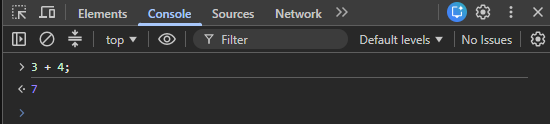 Elements Console Sources Network »
top ▼ Filter Default levels ▼ No Issues
> 3 + 4;
<· 7
>